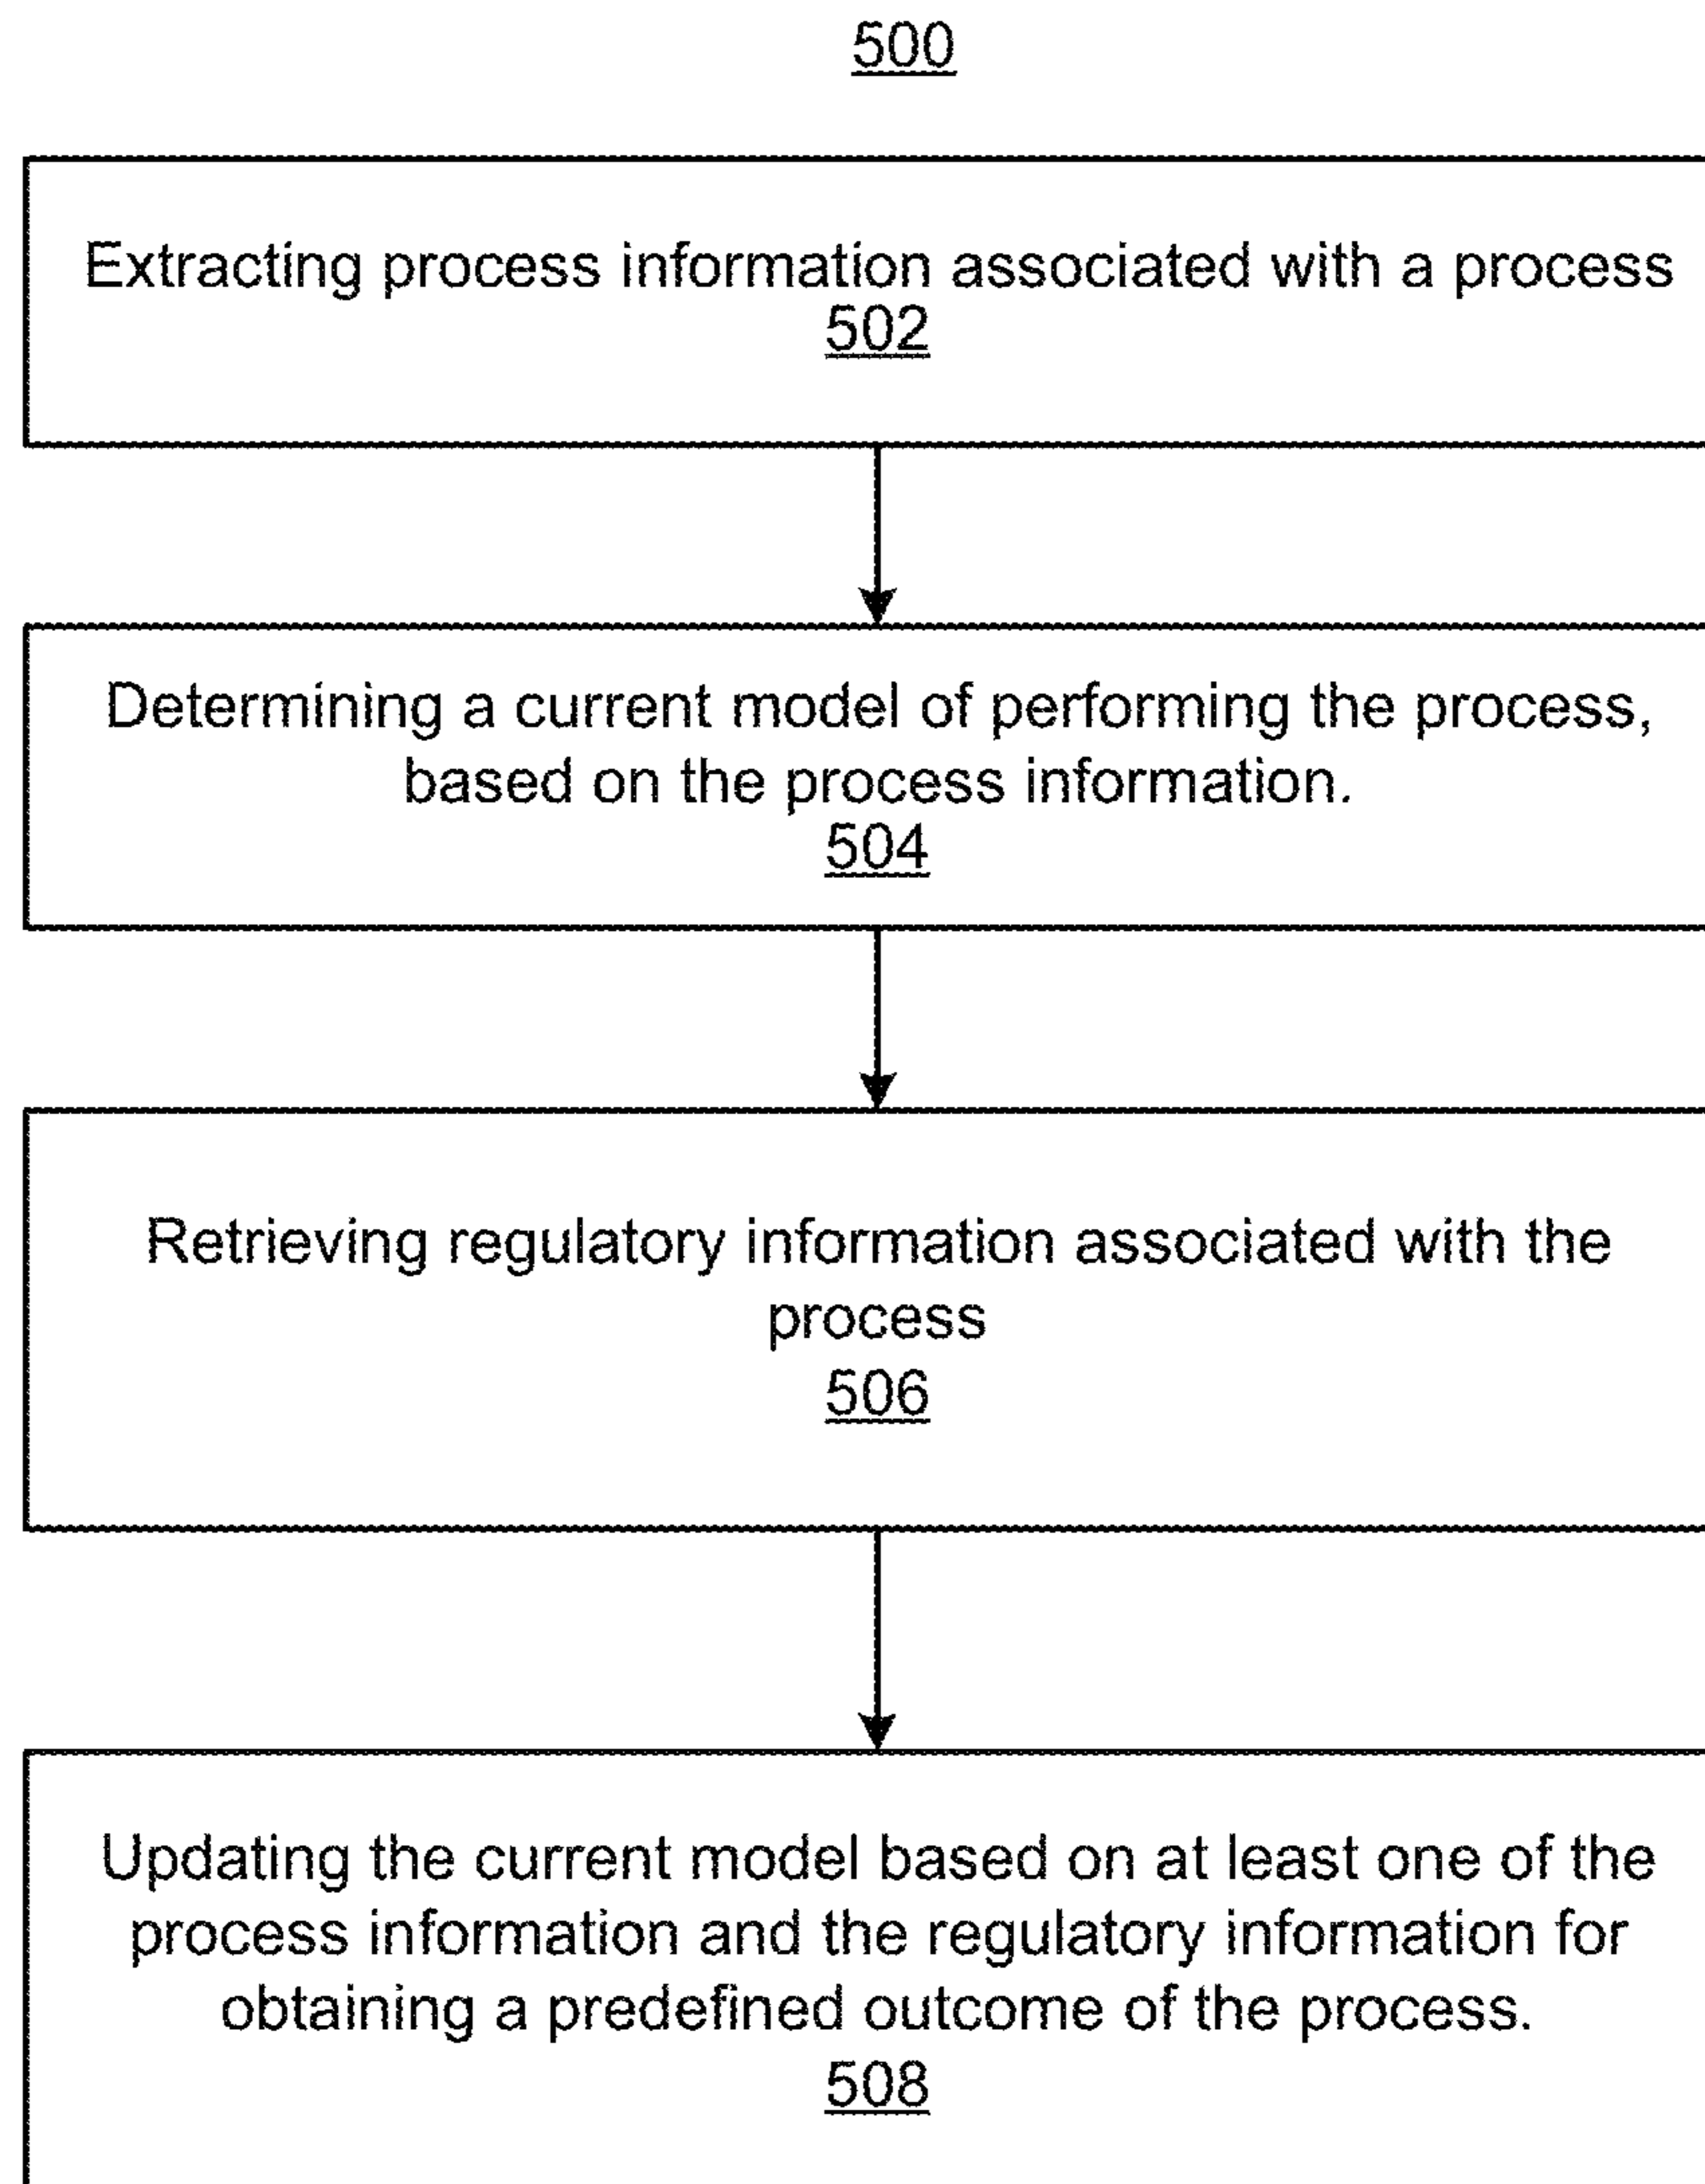 500
Extracting process information associated with a process
502
Determining a current model of performing the process,
based on the process information.
504
Retrieving regulatory information associated with the
process
506
Updating the current model based on at least one of the
process information and the regulatory information for
obtaining a predefined outcome of the process.
508